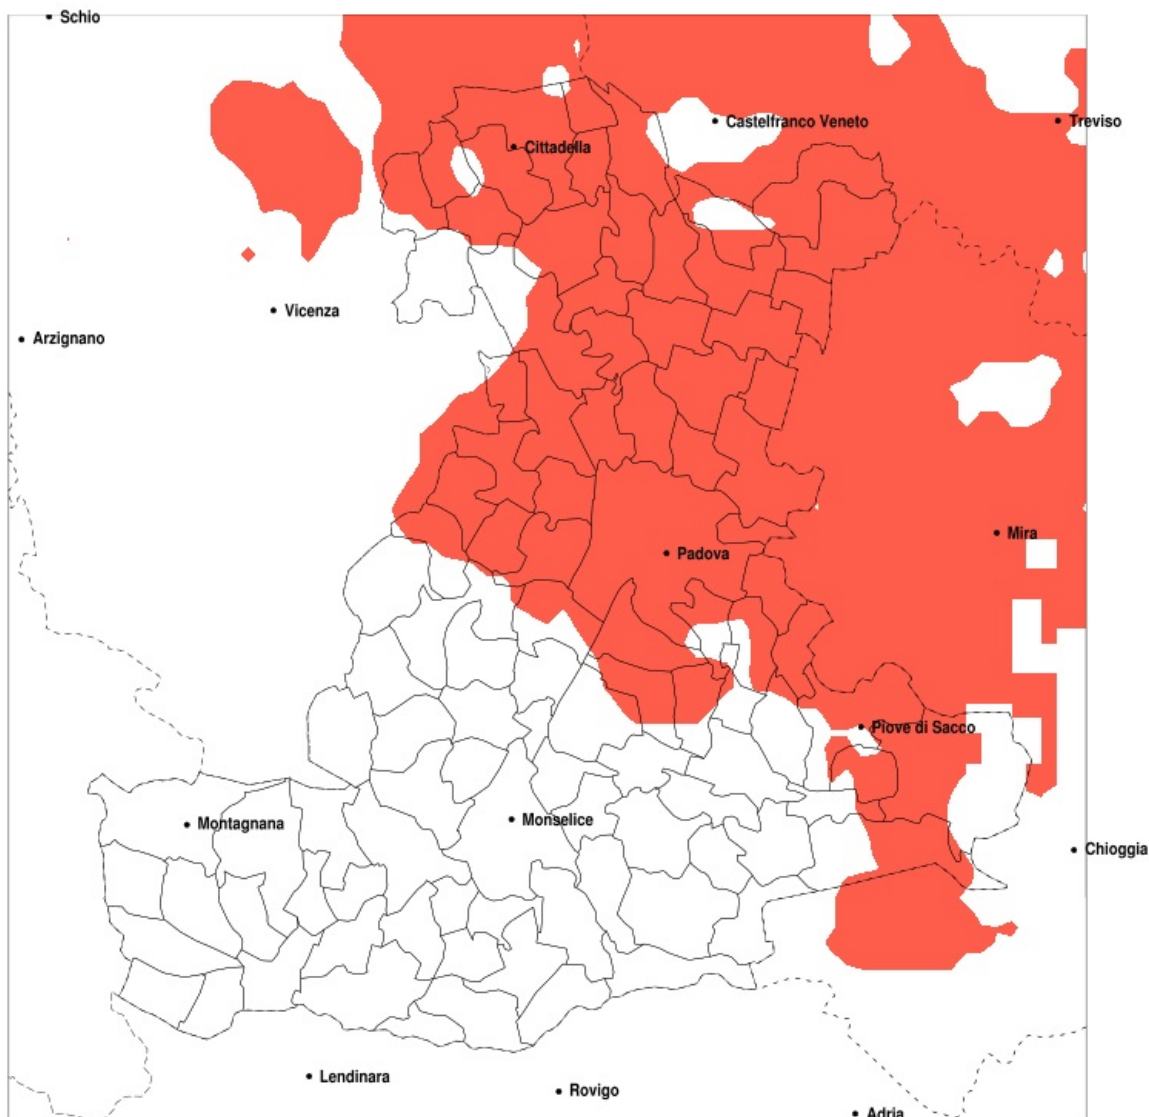 Schio
Castelfranco Veneto
Treviso
Cittadella
Vicenza
Arzignano
Mira
Padova
Piove di Sacco
Montagnana
Monselice
Chioggia
Lendinara
Rovigo
Adria